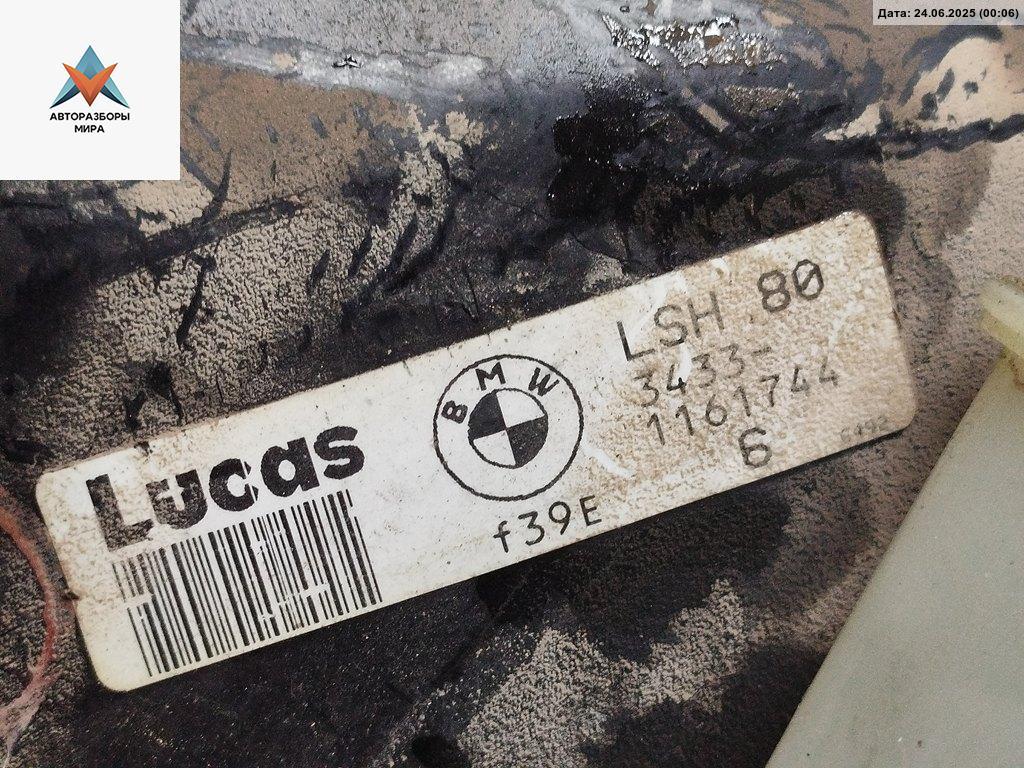 Дата: 24.06.2025 (00:06)
АВТОРАЗБОРЫ
МИРА
LSH 80
3433-
1161744
6
BMW
Lucas
f39E